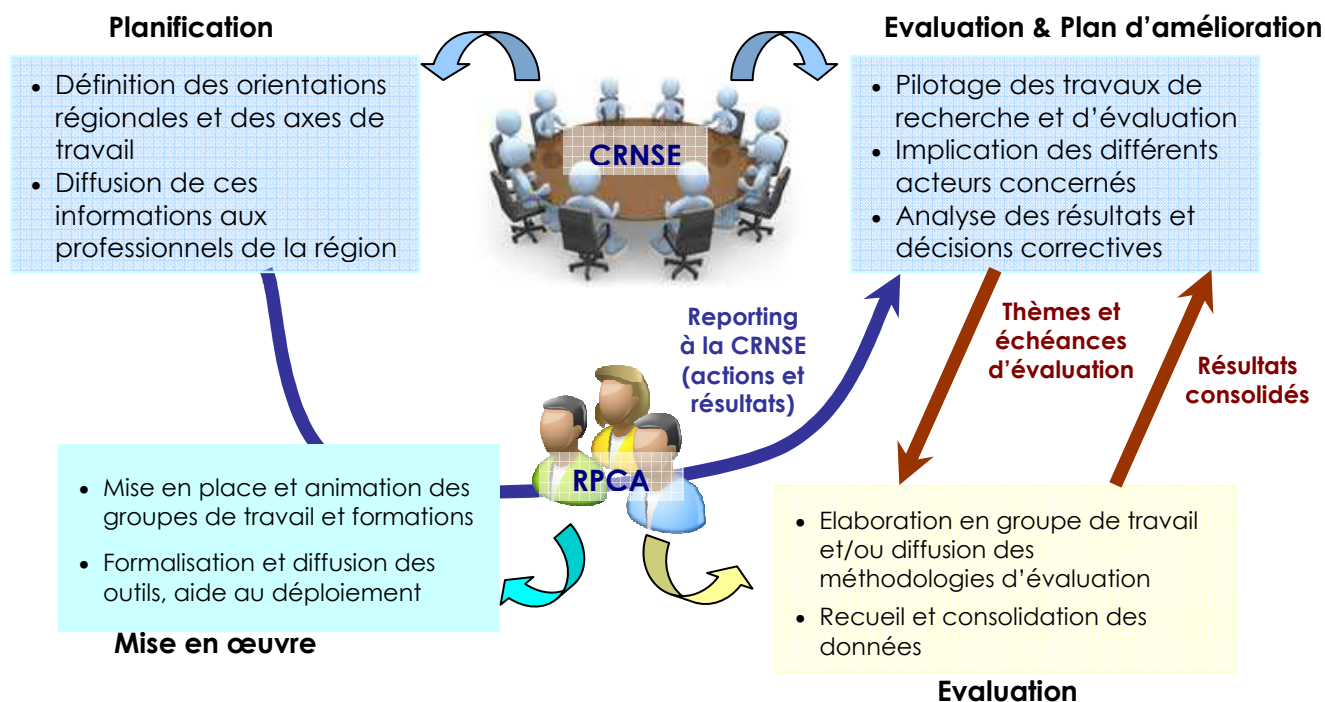 Planification
• Définition des orientations
régionales et des axes de
travail
• Diffusion de ces
informations aux
professionnels de la région
CRNSE
Evaluation & Plan d’amélioration
• Pilotage des travaux de
recherche et d’évaluation
• Implication des différents
acteurs concernés
• Analyse des résultats et
décisions correctives
Reporting
à la CRNSE
(actions et
résultats)
Thèmes et
échéances
d’évaluation
Résultats
consolidés
RPCA
• Mise en place et animation des
groupes de travail et formations
• Formalisation et diffusion des
outils, aide au déploiement
Mise en œuvre
• Elaboration en groupe de travail
et/ou diffusion des
méthodologies d’évaluation
• Recueil et consolidation des
données
Evaluation